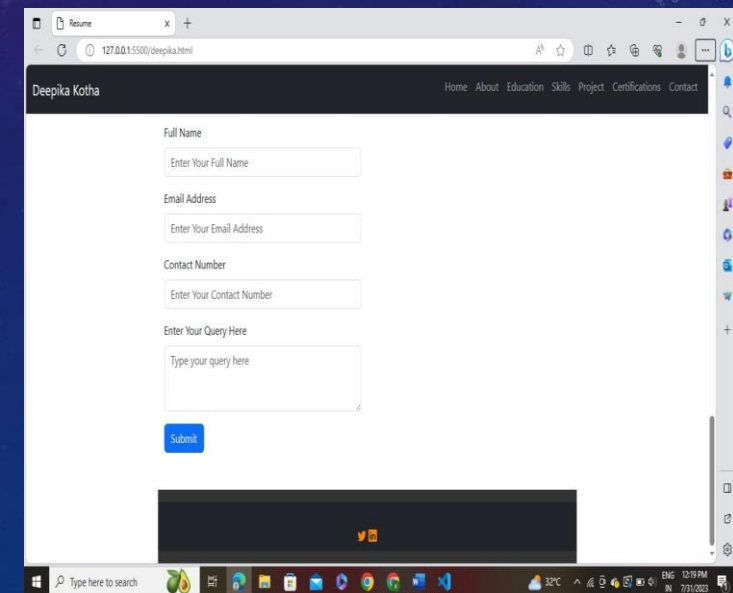 Resume
127.0.0.1:5500/deepika.html
Deepika Kotha
Home About Education Skills Project Certifications Contact
Full Name
Enter Your Full Name
Email Address
Enter Your Email Address
Contact Number
Enter Your Contact Number
Enter Your Query Here
Type your query here
Submit
Type here to search
32°C
ENG 12:19 PM
IN 7/31/2023